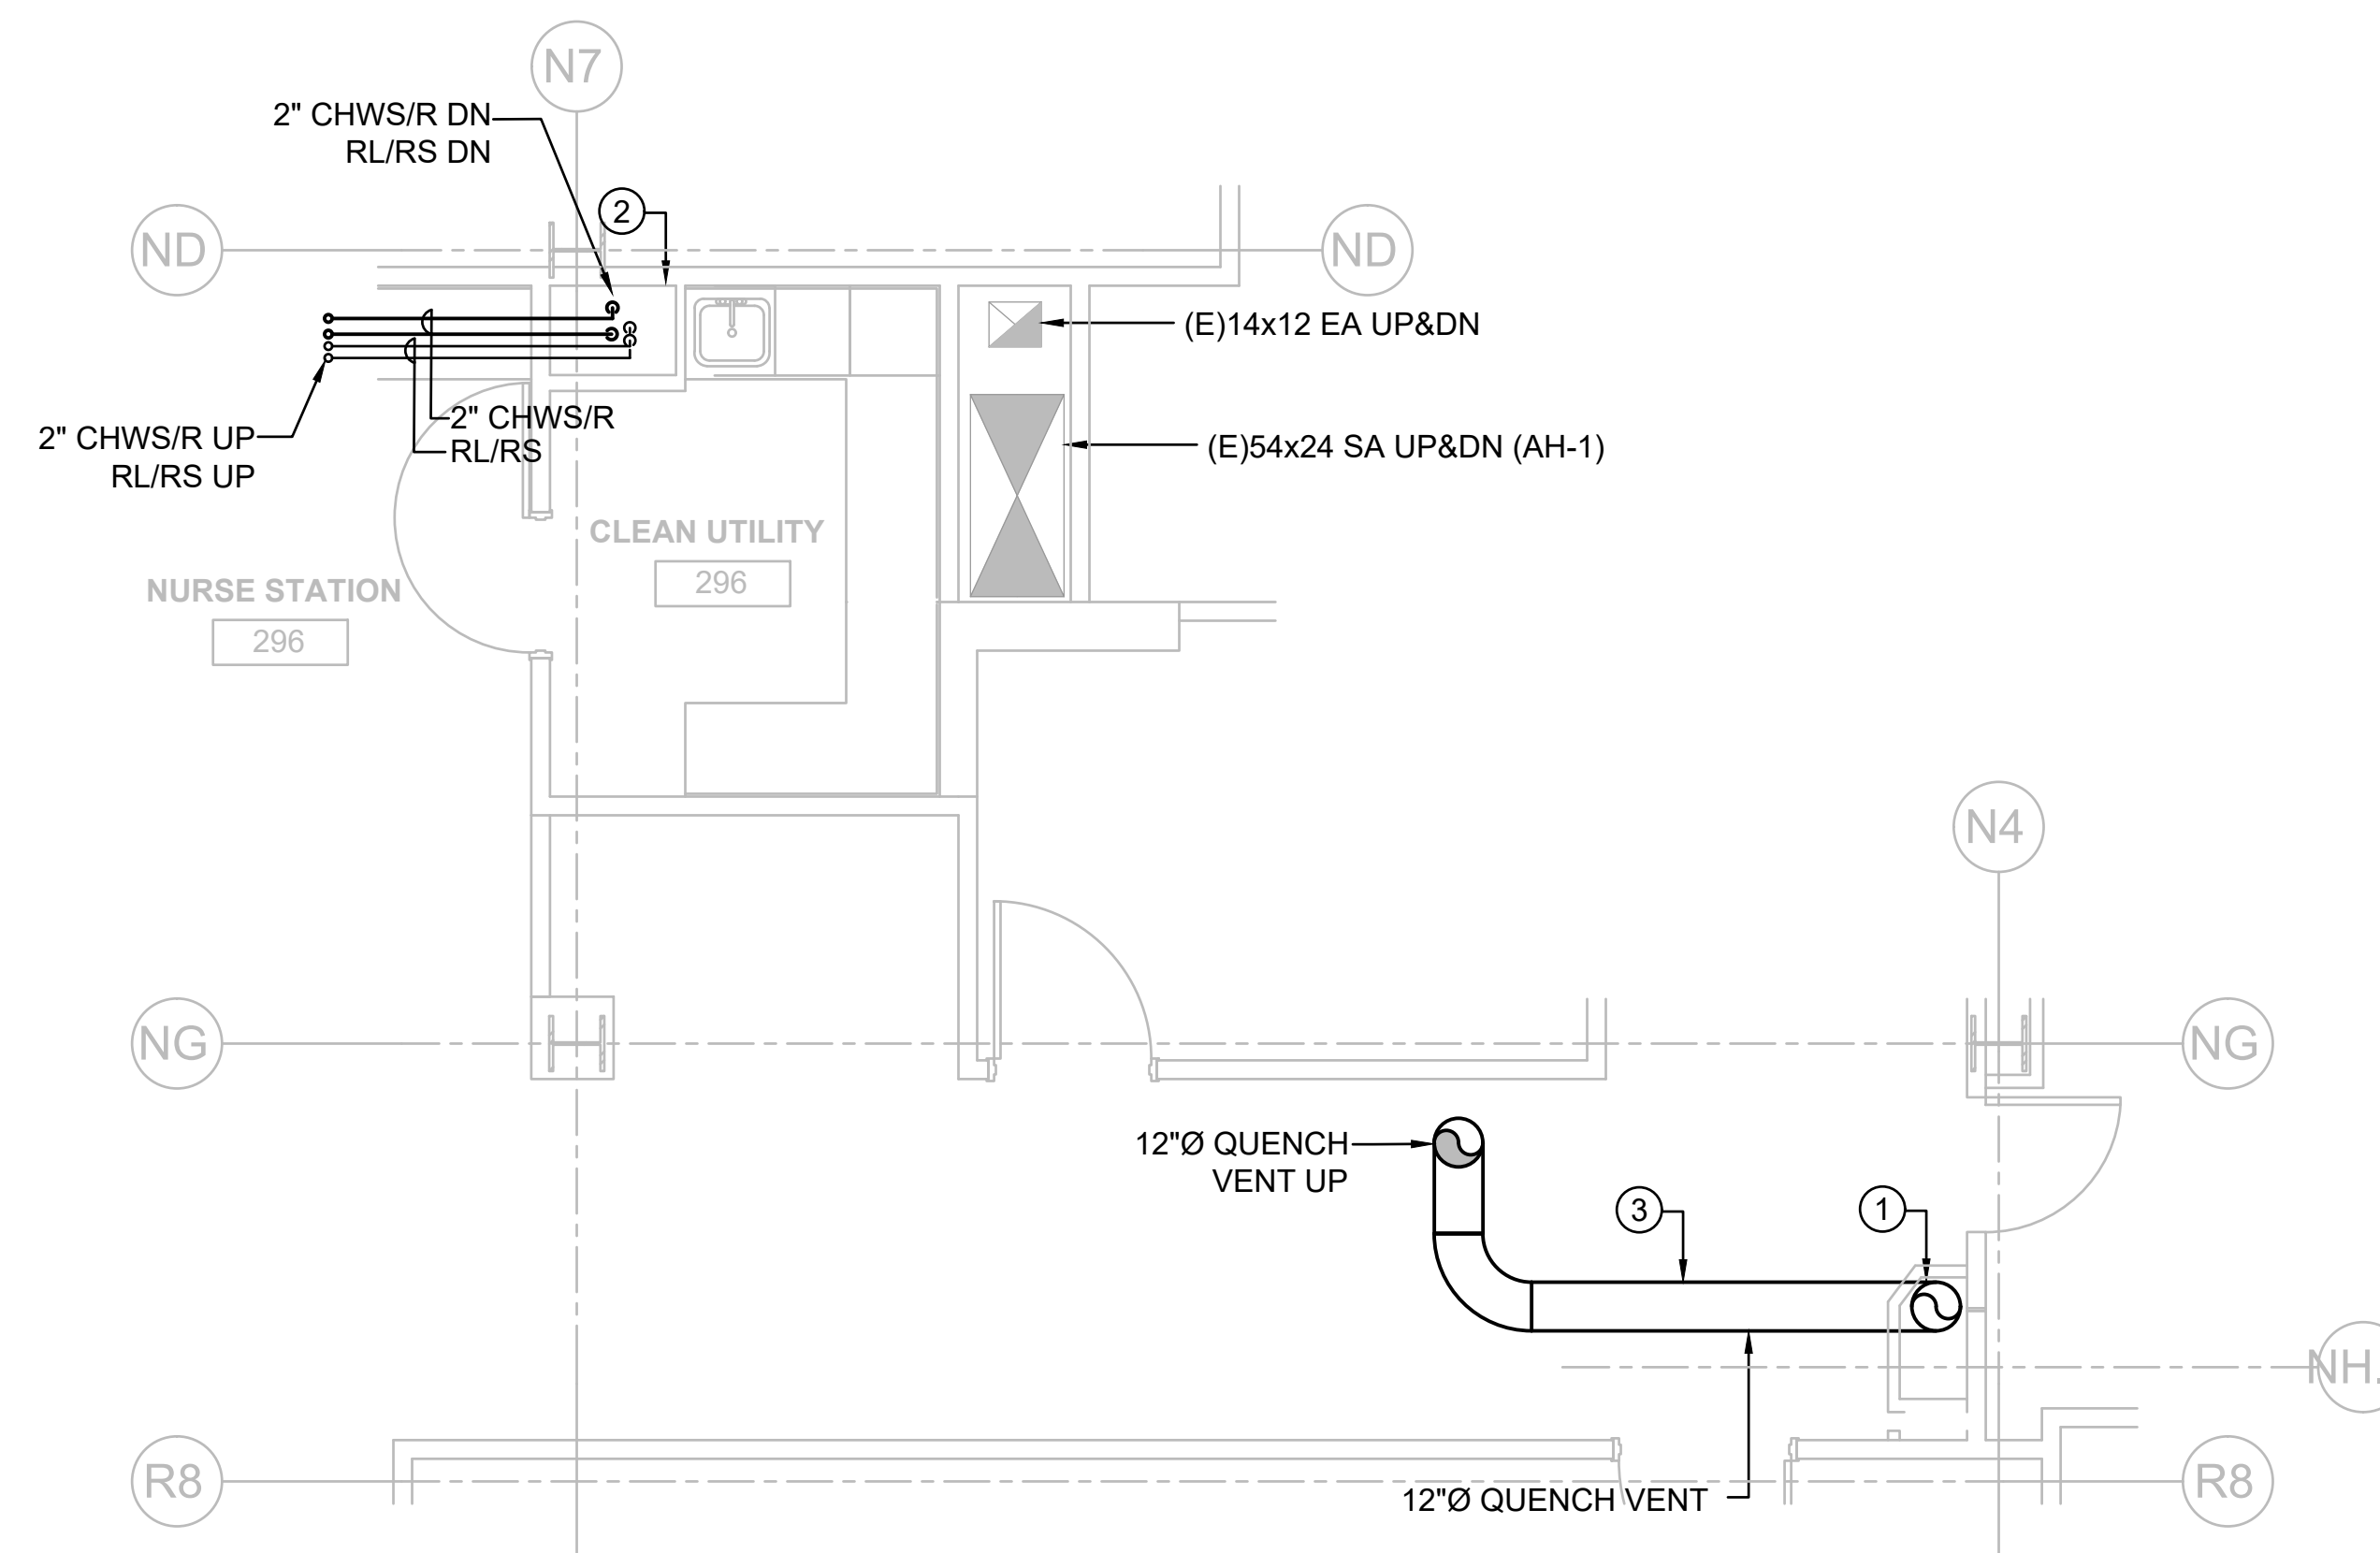 N7
2" CHWS/R DN
RL/RS DN
2
ND
ND
(E)14x12 EA UP&DN
2" CHWS/R
2" CHWS/R UP
RL/RS
RL/RS UP
(E)54x24 SA UP&DN (AH-1)
CLEAN UTILITY
296
NURSE STATION
296
N4
NG
NG
12"Ø QUENCH
VENT UP
3
1
NH.
R8
R8
12"Ø QUENCH VENT